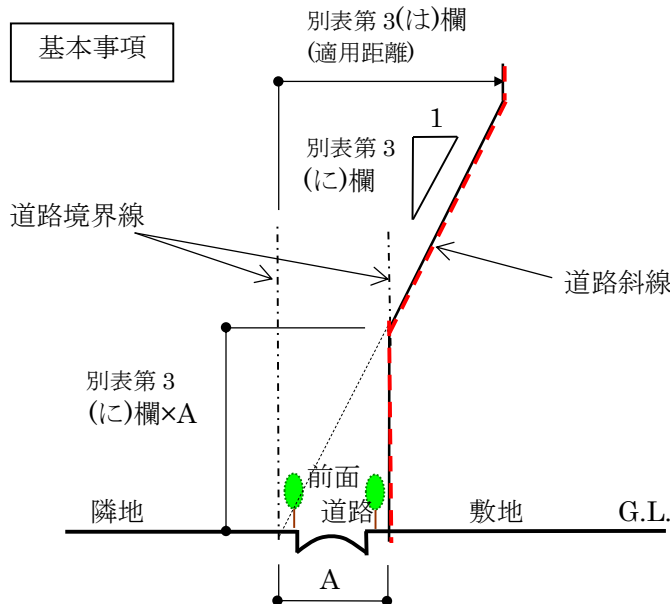 基本事項
別表第3(は)欄
(適用距離)
1
別表第3
(に)欄
道路境界線
道路斜線
別表第3
(に)欄×A
前面
道路
隣地
敷地
G.L.
A